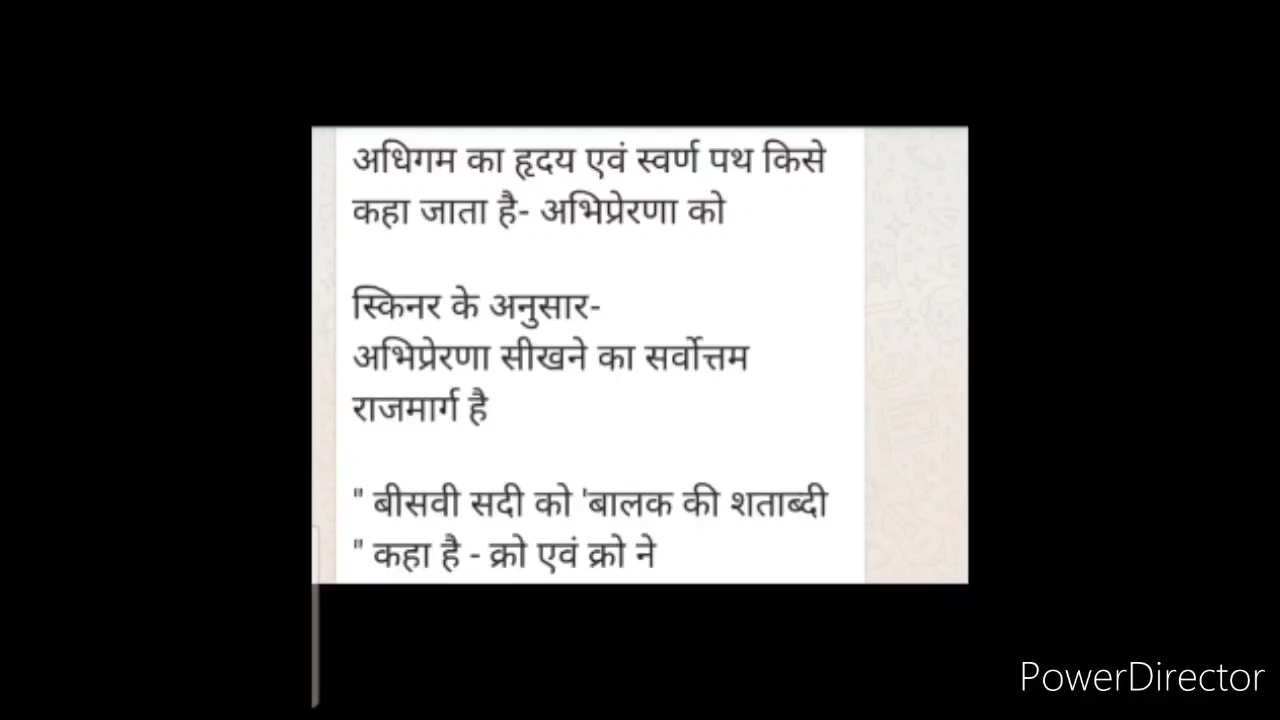 अधिगम का हृदय एवं स्वर्ण पथ किसे
कहा जाता है- अभिप्रेरणा को
स्किनर के अनुसार-
अभिप्रेरणा सीखने का सर्वोत्तम
राजमार्ग है
" बीसवी सदी को 'बालक की शताब्दी
" कहा है - क्रो एवं क्रो ने
PowerDirector